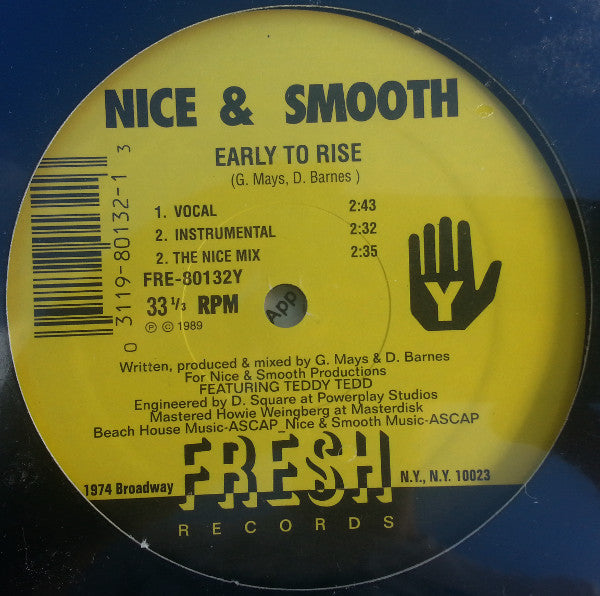 NICE & SMOOTH
EARLY TO RISE
(G. Mays, D. Barnes )
1. VOCAL 2:43
2. INSTRUMENTAL 2:32
2. THE NICE MIX 2:35
FRE-80132Y
33 1/3 RPM
℗ © 1989
0 3119-80132-1 3
Y
App
Written, produced & mixed by G. Mays & D. Barnes
For Nice & Smooth Productions
FEATURING TEDDY TEDD
Engineered by D. Square at Powerplay Studios
Mastered Howie Weingberg at Masterdisk
Beach House Music-ASCAP_Nice & Smooth Music-ASCAP
1974 Broadway FRESH N.Y., N.Y. 10023
RECORDS